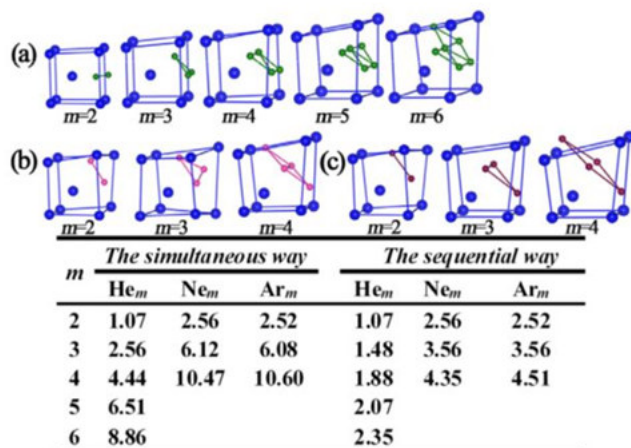 (a)
m=2 m=3 m=4 m=5 m=6
(b) (c)
m=2 m=3 m=4 m=2 m=3 m=4
m The simultaneous way The sequential way
Heₘ Neₘ Arₘ Heₘ Neₘ Arₘ
2 1.07 2.56 2.52 1.07 2.56 2.52
3 2.56 6.12 6.08 1.48 3.56 3.56
4 4.44 10.47 10.60 1.88 4.35 4.51
5 6.51 2.07
6 8.86 2.35